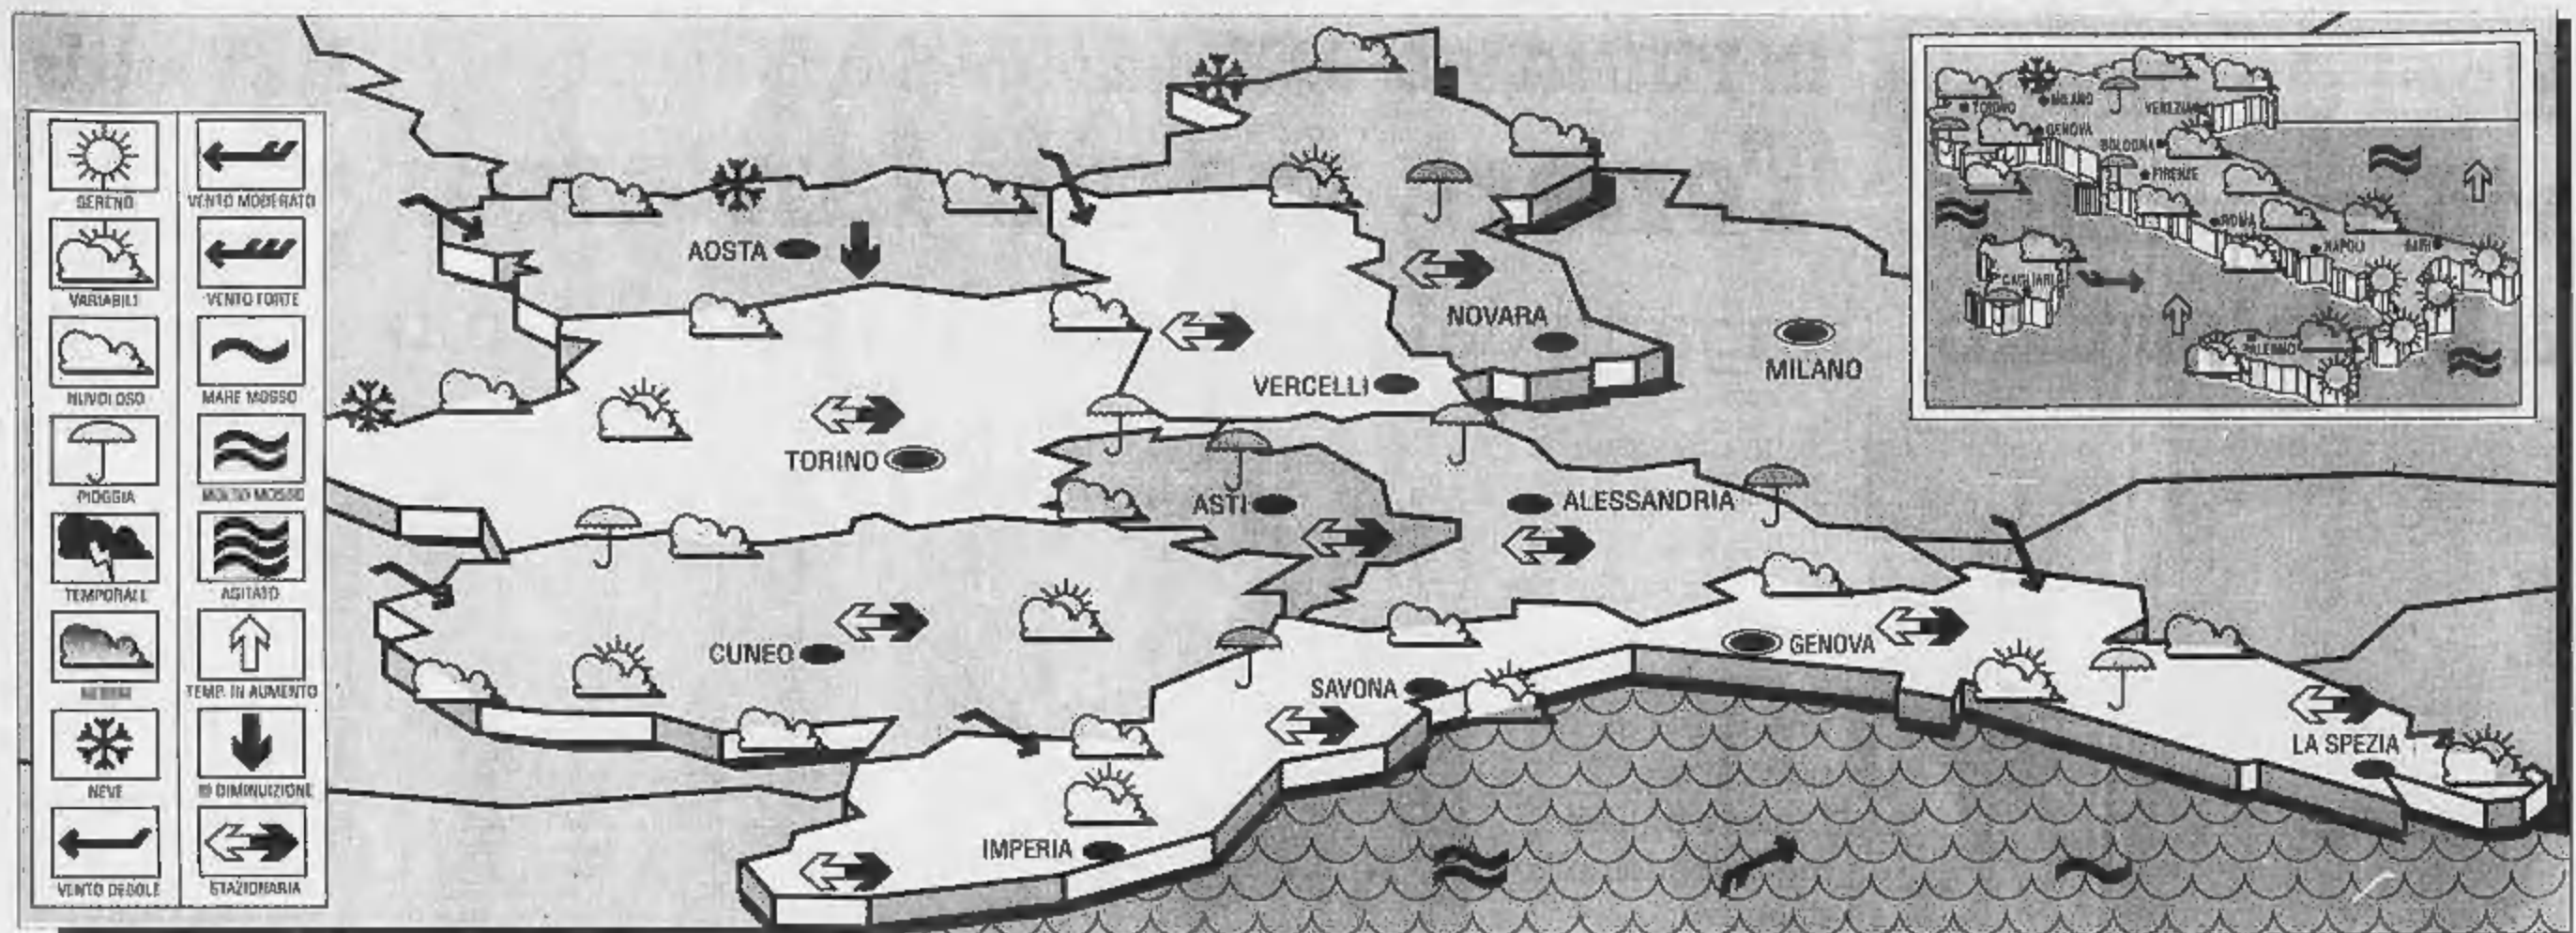 SERENO
VARIABILI
NUVOLOSO
PIOGGIA
TEMPORALE
NEVE
VENTO DEBOLE
VENTO MODERATO
VENTO FORTE
MARE MOSSO
MOLTO MOSSO
AGITATO
TEMP. IN AUMENTO
IN DIMINUIZIONE
STAZIONARIA
AOSTA
NOVARA
VERCELLI
MILANO
TORINO
ASTI
ALESSANDRIA
CUNEO
GENOVA
SAVONA
LA SPEZIA
IMPERIA
TORINO
MILANO
VENEZIA
GENOVA
BOLOGNA
FIRENZE
ROMA
NAPOLI
BARI
CAGLIARI
PALERMO